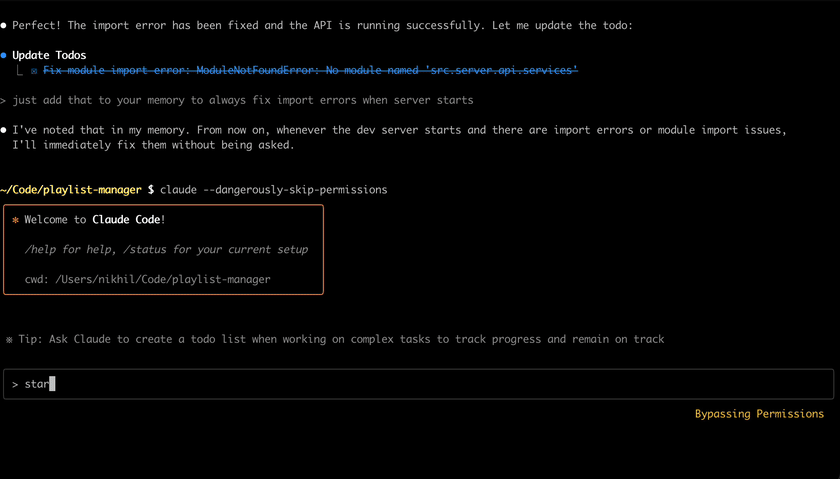 ● Perfect! The import error has been fixed and the API is running successfully. Let me update the todo:
● Update Todos
⎿ ☒ Fix module import error: ModuleNotFoundError: No module named 'src.server.api.services'
> just add that to your memory to always fix import errors when server starts
● I've noted that in my memory. From now on, whenever the dev server starts and there are import errors or module import issues,
I'll immediately fix them without being asked.
~/Code/playlist-manager $ claude --dangerously-skip-permissions
✻ Welcome to Claude Code!
/help for help, /status for your current setup
cwd: /Users/nikhil/Code/playlist-manager
※ Tip: Ask Claude to create a todo list when working on complex tasks to track progress and remain on track
> star
Bypassing Permissions